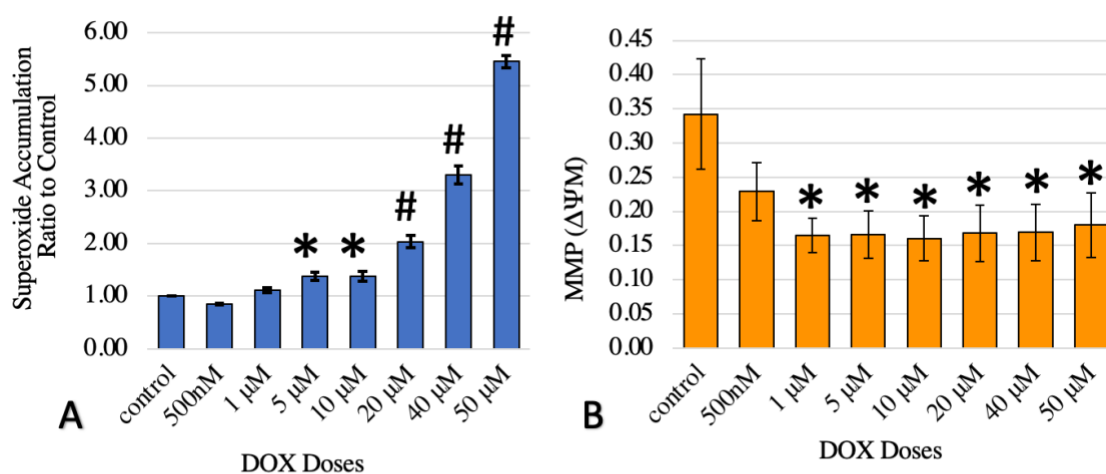 6.00
5.00
4.00
3.00
2.00
1.00
0.00
Superoxide Accumulation
Ratio to Control
* * # # # #
control
500nM
1 µM
5 µM
10 µM
20 µM
40 µM
50 µM
A
DOX Doses
0.45
0.40
0.35
0.30
0.25
0.20
0.15
0.10
0.05
0.00
MMP (ΔΨM)
* * * * * *
control
500nM
1 µM
5 µM
10 µM
20 µM
40 µM
50 µM
B
DOX Doses